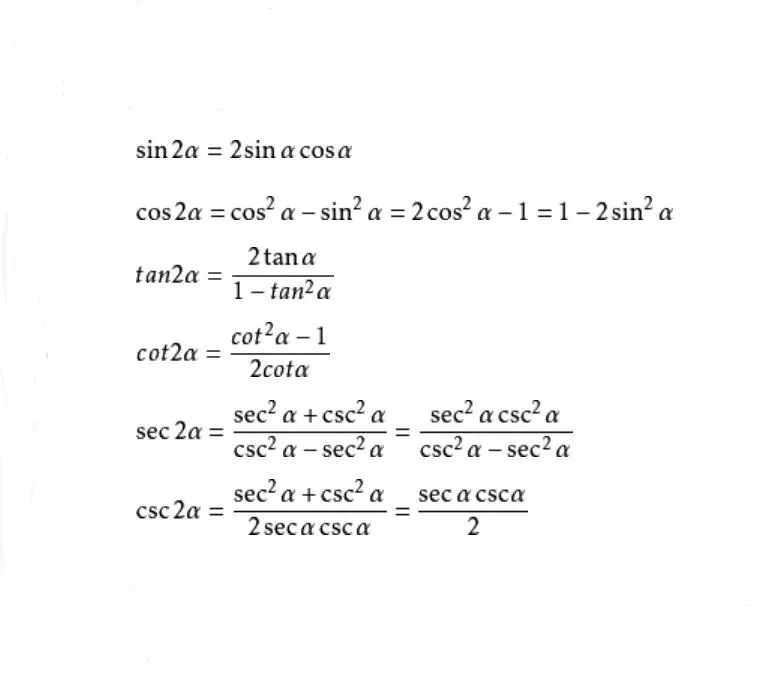 sin 2α = 2 sin α cos α
cos 2α = cos² α − sin² α = 2 cos² α − 1 = 1 − 2 sin² α
tan2α = 2 tan α / 1 − tan²α
cot2α = cot²α − 1 / 2cotα
sec 2α = sec² α + csc² α / csc² α − sec² α = sec² α csc² α / csc² α − sec² α
csc 2α = sec² α + csc² α / 2 sec α csc α = sec α csc α / 2